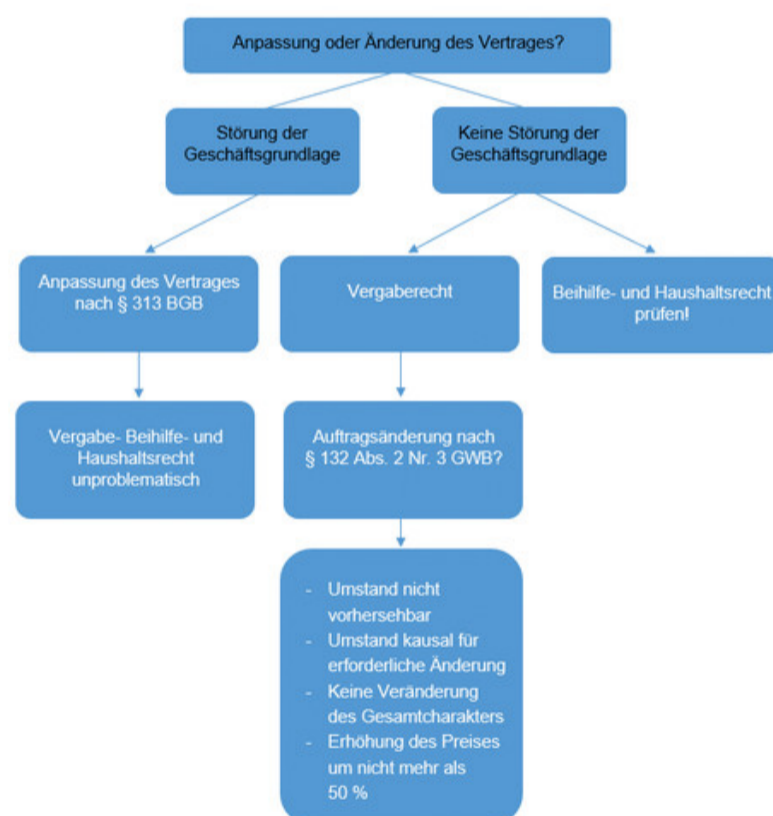 Anpassung oder Änderung des Vertrages?
Störung der
Geschäftsgrundlage
Keine Störung der
Geschäftsgrundlage
Anpassung des Vertrages
nach § 313 BGB
Vergaberecht
Beihilfe- und Haushaltsrecht
prüfen!
Vergabe- Beihilfe- und
Haushaltsrecht
unproblematisch
Auftragsänderung nach
§ 132 Abs. 2 Nr. 3 GWB?
- Umstand nicht
vorhersehbar
- Umstand kausal für
erforderliche Änderung
- Keine Veränderung
des Gesamtcharakters
- Erhöhung des Preises
um nicht mehr als
50 %